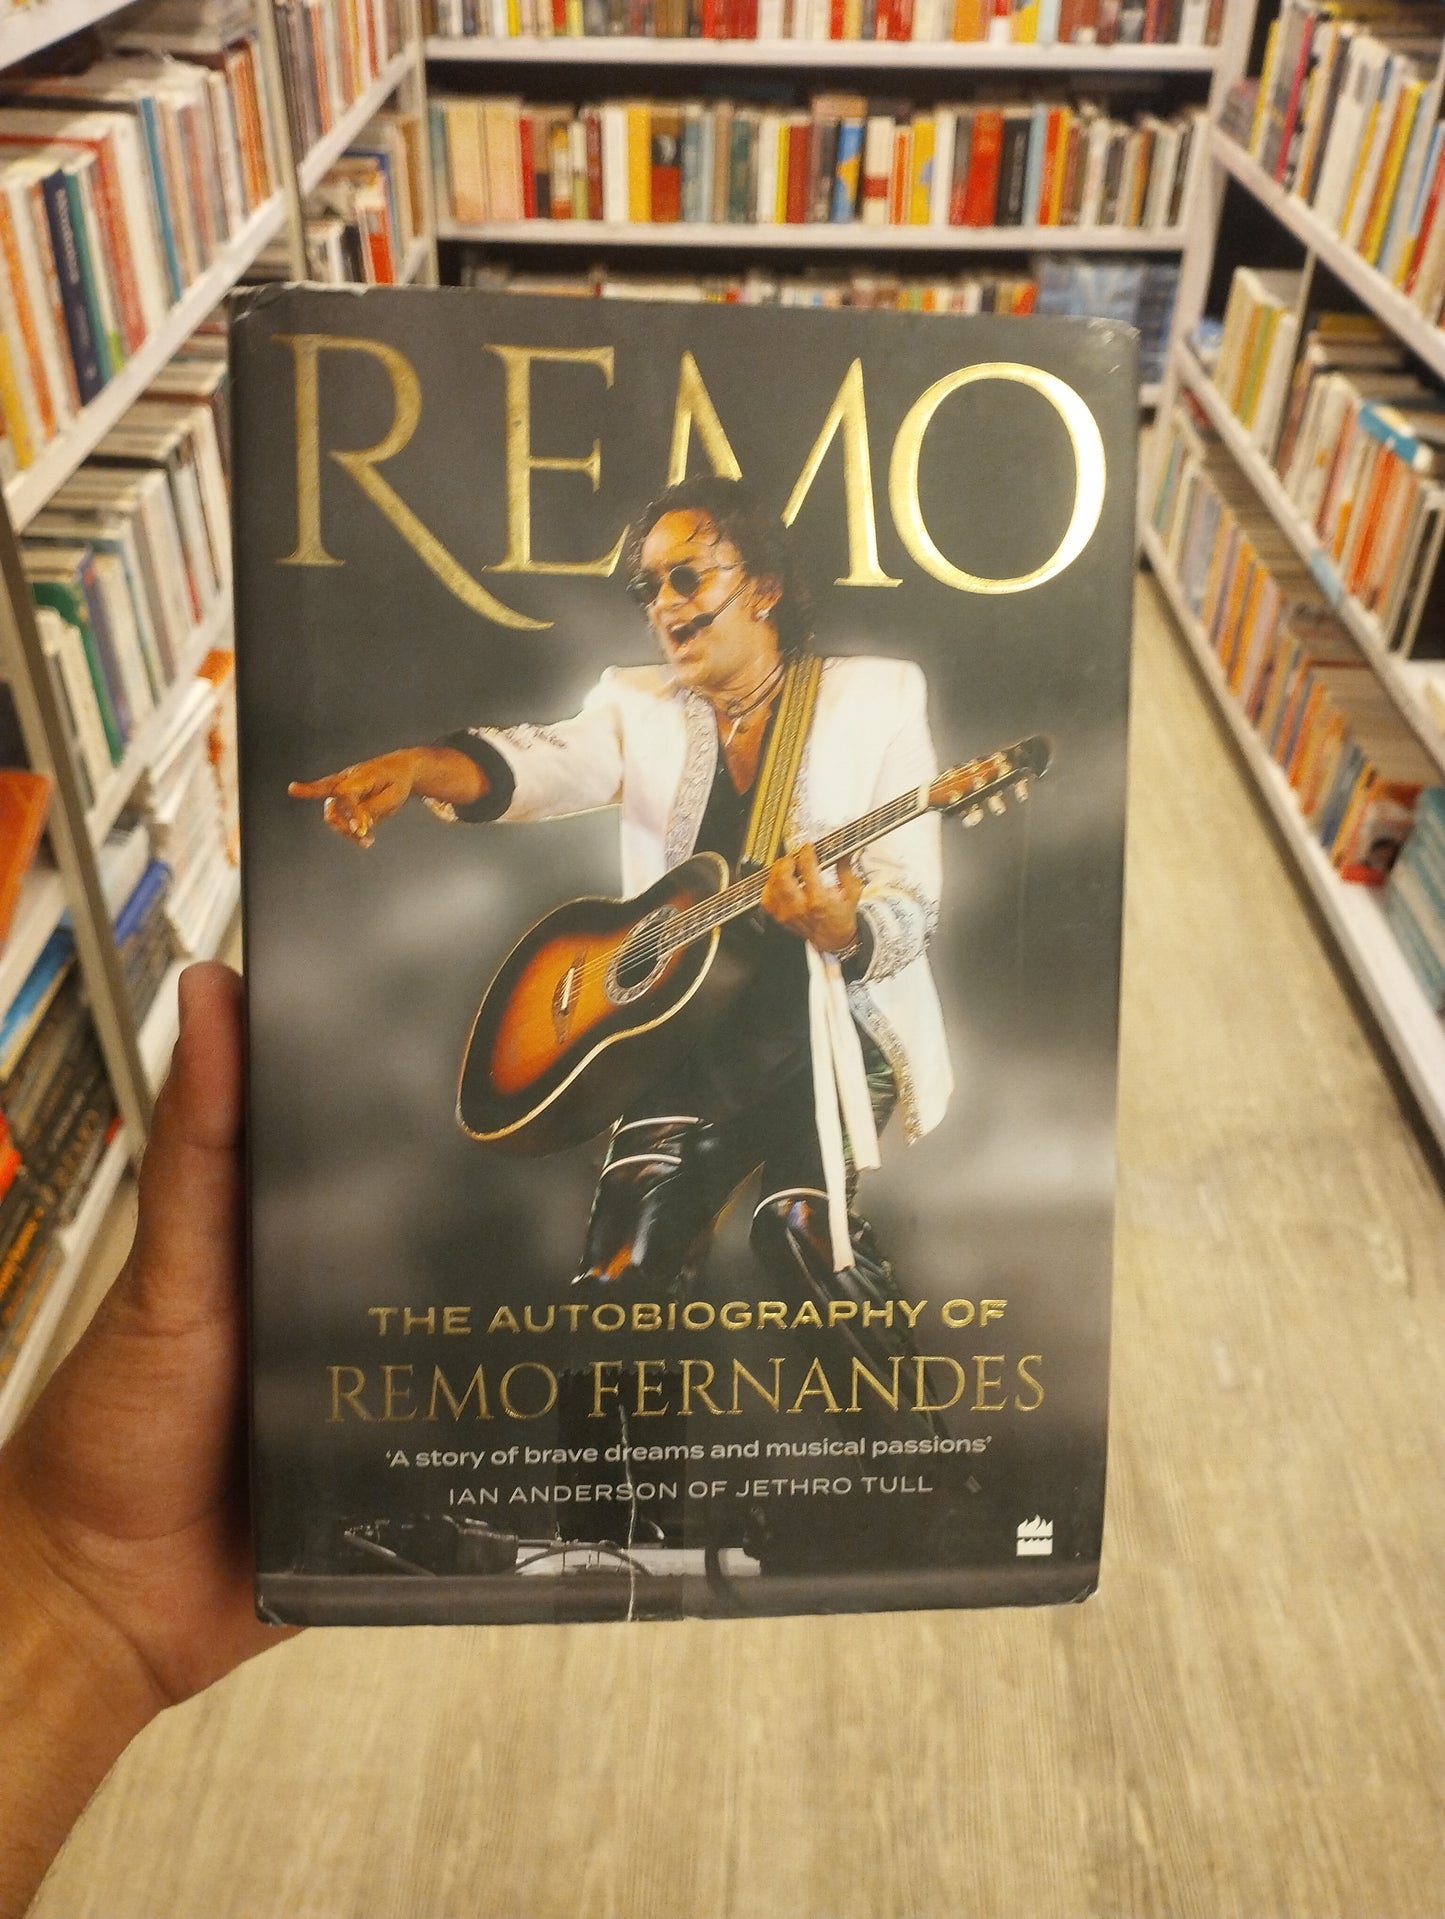 REMO
THE AUTOBIOGRAPHY OF
REMO FERNANDES
‘A story of brave dreams and musical passions’
IAN ANDERSON OF JETHRO TULL